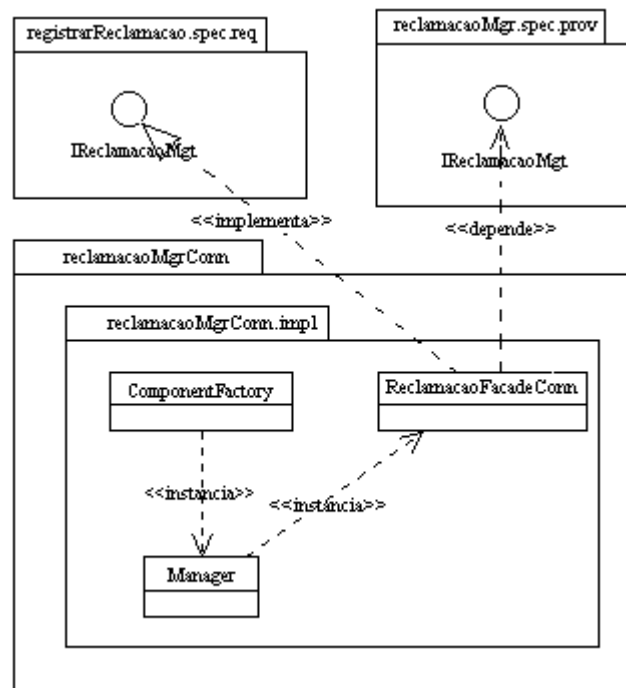 registrarReclamacao.spec.req
reclamacaoMgr.spec.prov
IReclamacaoMgt
IReclamacaoMgt
<<implementa>>
<<depende>>
reclamacaoMgrConn
reclamacaoMgrConn.impl
ComponentFactory
ReclamacaoFacadeConn
<<instancia>>
<<instancia>>
Manager